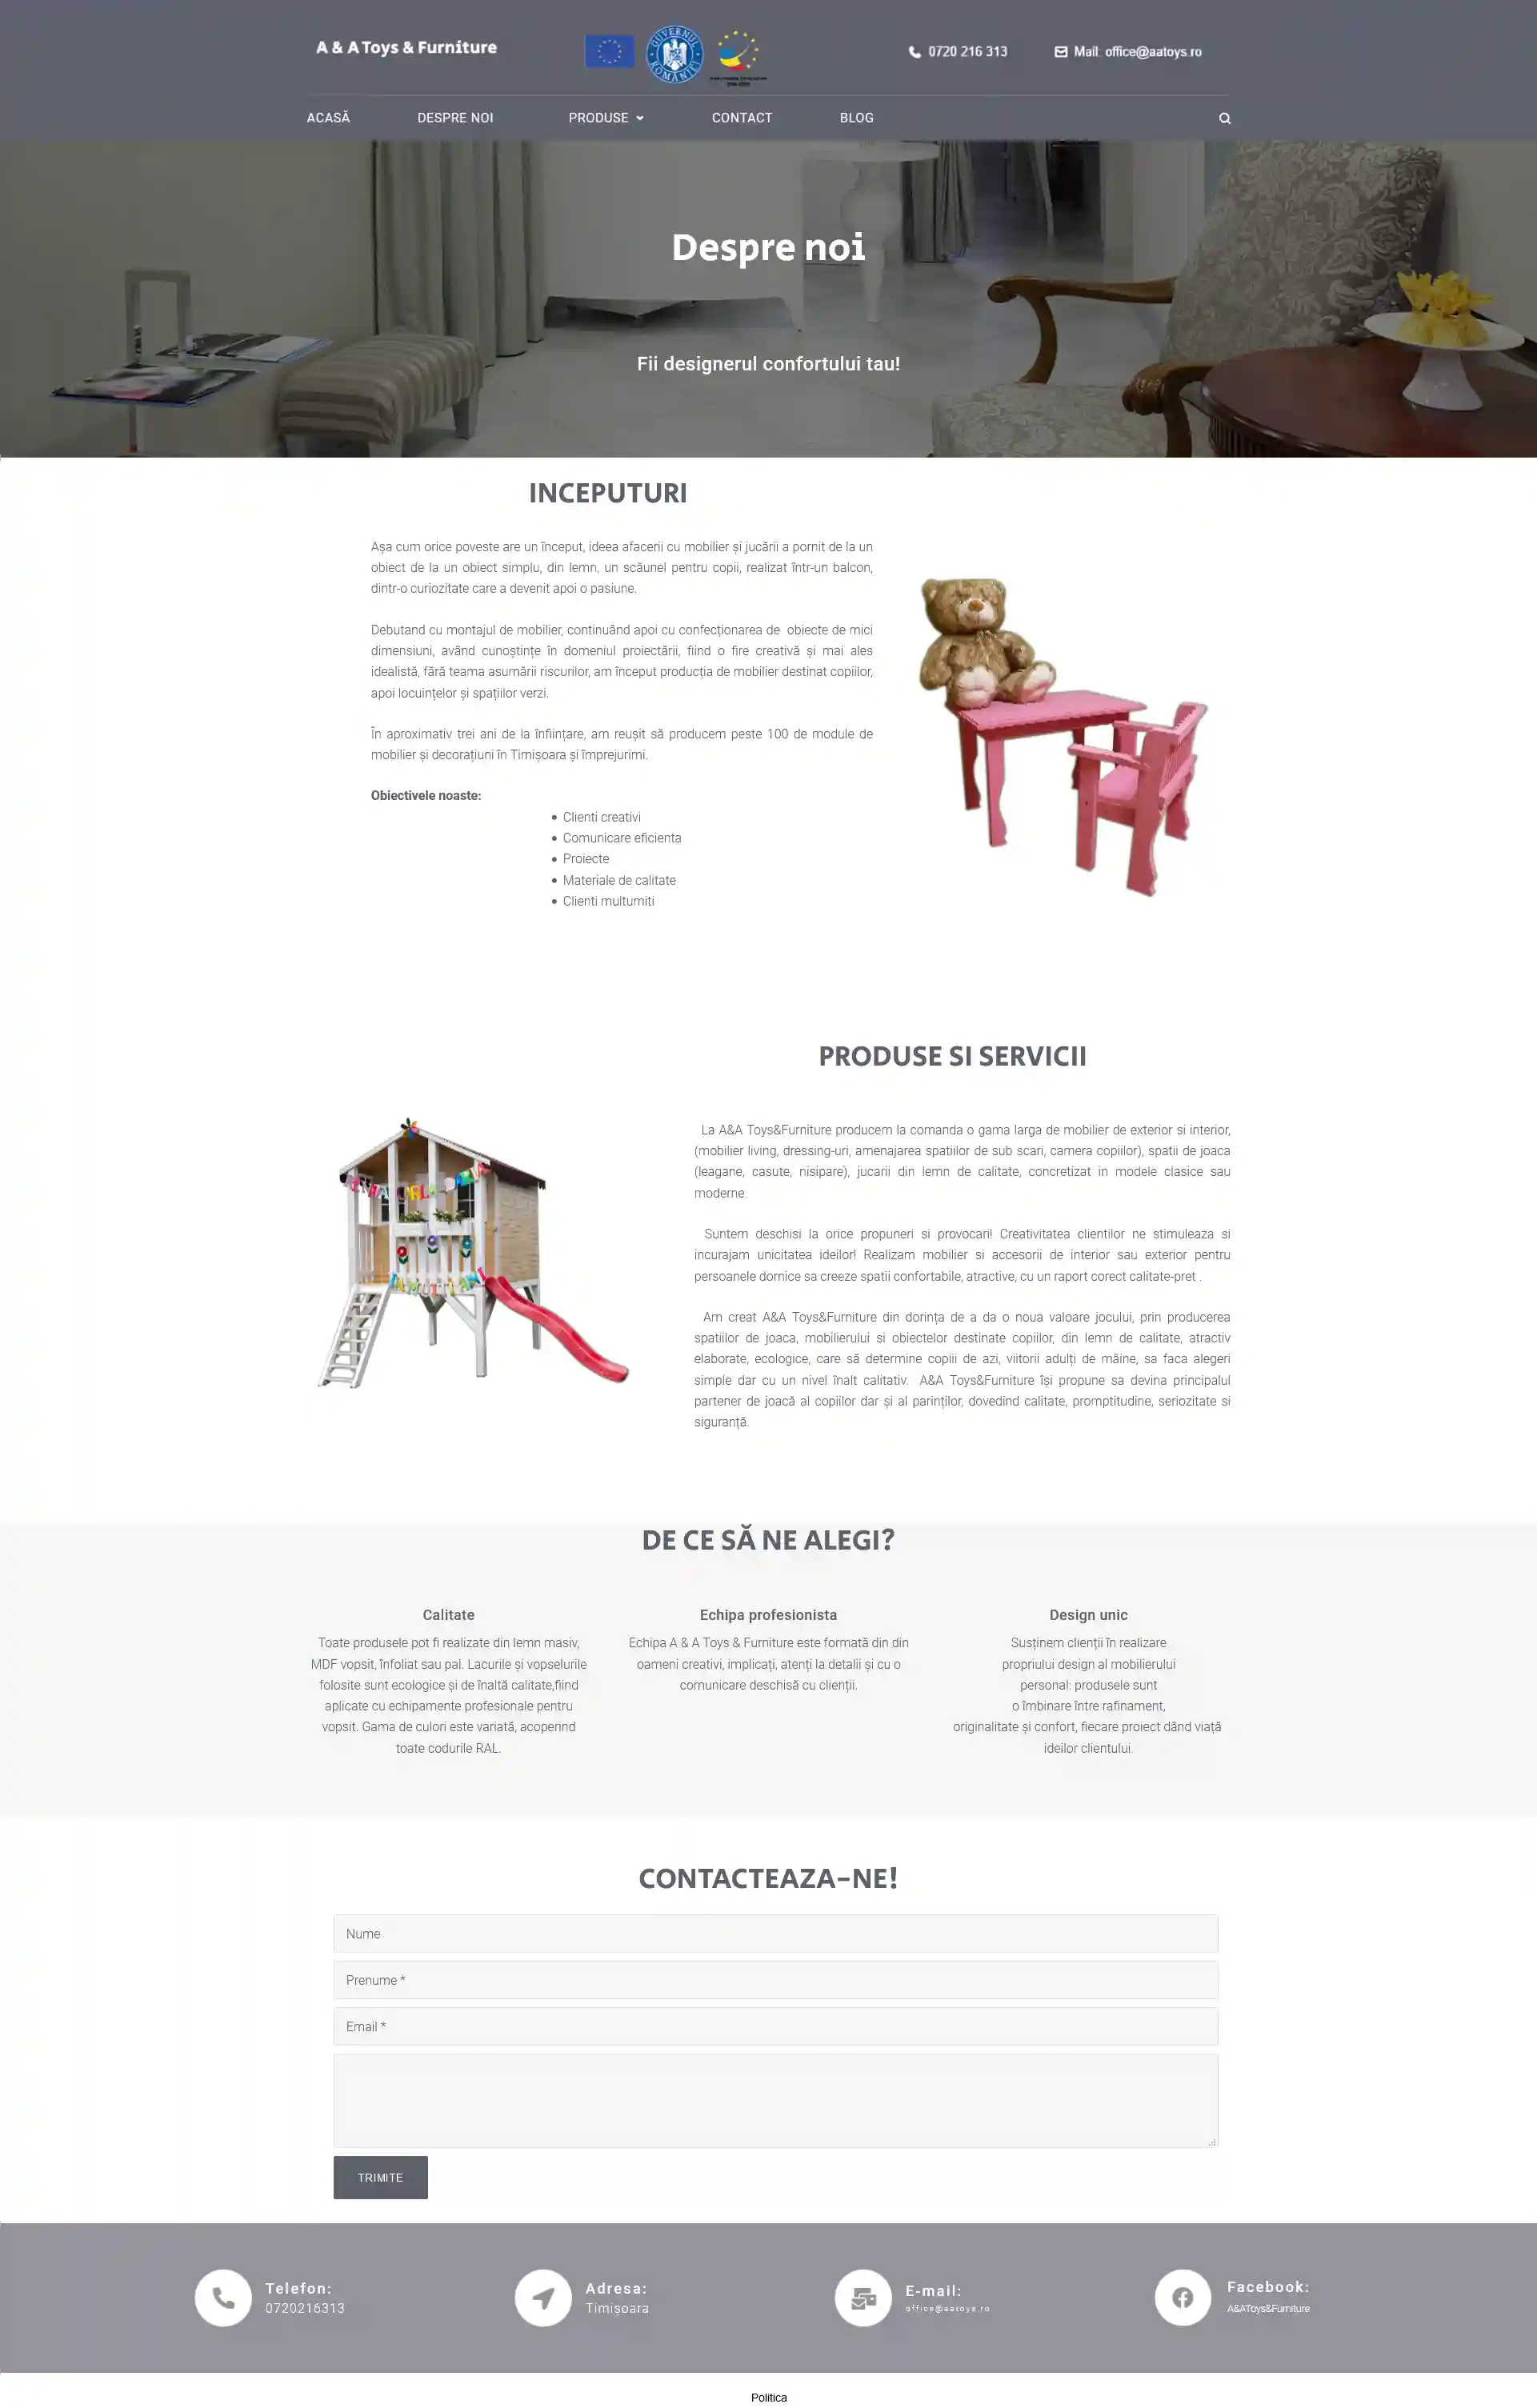 A & A Toys & Furniture
0720 216 313
Mail: office@aatoys.ro
ACASĂ
DESPRE NOI
PRODUSE
CONTACT
BLOG
Despre noi
Fii designerul confortului tau!
INCEPUTURI
Așa cum orice poveste are un început, ideea afacerii cu mobilier și jucării a pornit de la un
obiect de la un obiect simplu, din lemn, un scăunel pentru copii, realizat într-un balcon,
dintr-o curiozitate care a devenit apoi o pasiune.
Debutand cu montajul de mobilier, continuând apoi cu confecționarea de obiecte de mici
dimensiuni, având cunoștințe în domeniul proiectării, fiind o fire creativă și mai ales
idealistă, fără teama asumării riscurilor, am început producția de mobilier destinat copiilor,
apoi locuințelor și spațiilor verzi.
În aproximativ trei ani de la înființare, am reușit să producem peste 100 de module de
mobilier și decorațiuni în Timișoara și împrejurimi.
Obiectivele noaste:
Clienti creativi
Comunicare eficienta
Proiecte
Materiale de calitate
Clienti multumiti
PRODUSE SI SERVICII
La A&A Toys&Furniture producem la comanda o gama larga de mobilier de exterior si interior,
(mobilier living, dressing-uri, amenajarea spatiilor de sub scari, camera copiilor), spatii de joaca
(leagane, casute, nisipare), jucarii din lemn de calitate, concretizat in modele clasice sau
moderne.
Suntem deschisi la orice propuneri si provocari! Creativitatea clientilor ne stimuleaza si
incurajam unicitatea ideilor! Realizam mobilier si accesorii de interior sau exterior pentru
persoanele dornice sa creeze spatii confortabile, atractive, cu un raport corect calitate-pret .
Am creat A&A Toys&Furniture din dorința de a da o noua valoare jocului, prin producerea
spatiilor de joaca, mobilierului si obiectelor destinate copiilor, din lemn de calitate, atractiv
elaborate, ecologice, care să determine copiii de azi, viitorii adulți de mâine, sa faca alegeri
simple dar cu un nivel înalt calitativ. A&A Toys&Furniture își propune sa devina principalul
partener de joacă al copiilor dar și al parinților, dovedind calitate, promptitudine, seriozitate si
siguranță.
DE CE SĂ NE ALEGI?
Calitate
Toate produsele pot fi realizate din lemn masiv,
MDF vopsit, înfoliat sau pal. Lacurile și vopselurile
folosite sunt ecologice și de înaltă calitate,fiind
aplicate cu echipamente profesionale pentru
vopsit. Gama de culori este variată, acoperind
toate codurile RAL.
Echipa profesionista
Echipa A & A Toys & Furniture este formată din din
oameni creativi, implicați, atenți la detalii și cu o
comunicare deschisă cu clienții.
Design unic
Susținem clienții în realizare
propriului design al mobilierului
personal: produsele sunt
o îmbinare între rafinament,
originalitate și confort, fiecare proiect dând viață
ideilor clientului.
CONTACTEAZA-NE!
Nume
Prenume *
Email *
TRIMITE
Telefon:
0720216313
Adresa:
Timișoara
E-mail:
office@aatoys.ro
Facebook:
A&AToys&Furniture
Politica